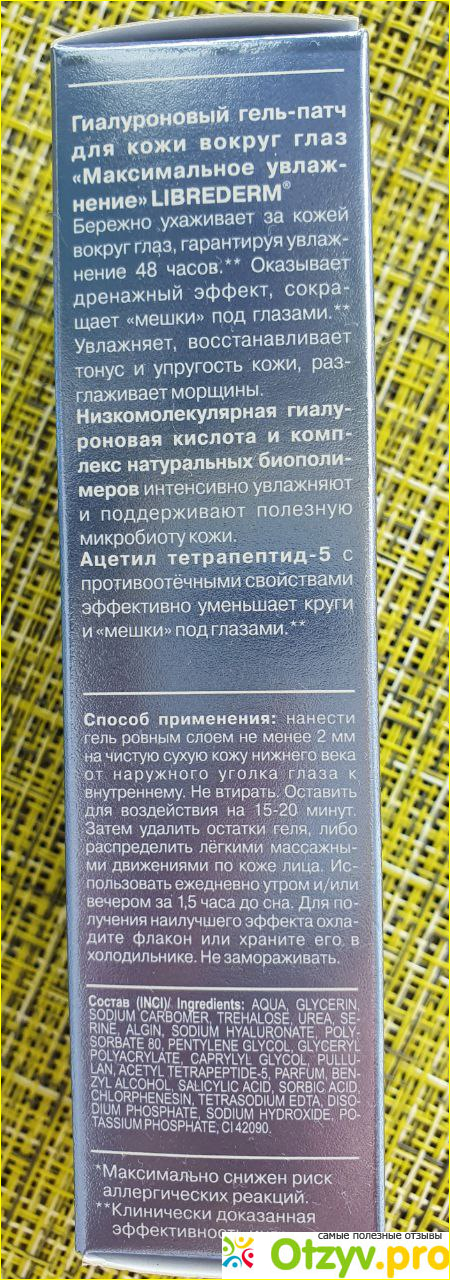 Гиалуроновый гель-патч
для кожи вокруг глаз
«Максимальное увлаж-
нение» LIBREDERM®
Бережно ухаживает за кожей
вокруг глаз, гарантируя увлаж-
нение 48 часов.** Оказывает
дренажный эффект, сокра-
щает «мешки» под глазами.**
Увлажняет, восстанавливает
тонус и упругость кожи, раз-
глаживает морщины.
Низкомолекулярная гиалу-
роновая кислота и комп-
лекс натуральных биополи-
меров интенсивно увлажняют
и поддерживают полезную
микробиоту кожи.
Ацетил тетрапептид-5 с
противоотёчными свойствами
эффективно уменьшает круги
и «мешки» под глазами.**
Способ применения: нанести
гель ровным слоем не менее 2 мм
на чистую сухую кожу нижнего века
от наружного уголка глаза к
внутреннему. Не втирать. Оставить
для воздействия на 15-20 минут.
Затем удалить остатки геля, либо
распределить лёгкими массажны-
ми движениями по коже лица. Ис-
пользовать ежедневно утром и/или
вечером за 1,5 часа до сна. Для по-
лучения наилучшего эффекта охла-
дите флакон или храните его в
холодильнике. Не замораживать.
Состав (INCI)/ Ingredients: AQUA, GLYCERIN,
SODIUM CARBOMER, TREHALOSE, UREA, SE-
RINE, ALGIN, SODIUM HYALURONATE, POLY-
SORBATE 80, PENTYLENE GLYCOL, GLYCERYL
POLYACRYLATE, CAPRYLYL GLYCOL, PULLU-
LAN, ACETYL TETRAPEPTIDE-5, PARFUM, BEN-
ZYL ALCOHOL, SALICYLIC ACID, SORBIC ACID,
CHLORPHENESIN, TETRASODIUM EDTA, DISO-
DIUM PHOSPHATE, SODIUM HYDROXIDE, PO-
TASSIUM PHOSPHATE, CI 42090.
*Максимально снижен риск
аллергических реакций.
**Клинически доказанная
эффективность
самые полезные отзывы
Otzyv.pro